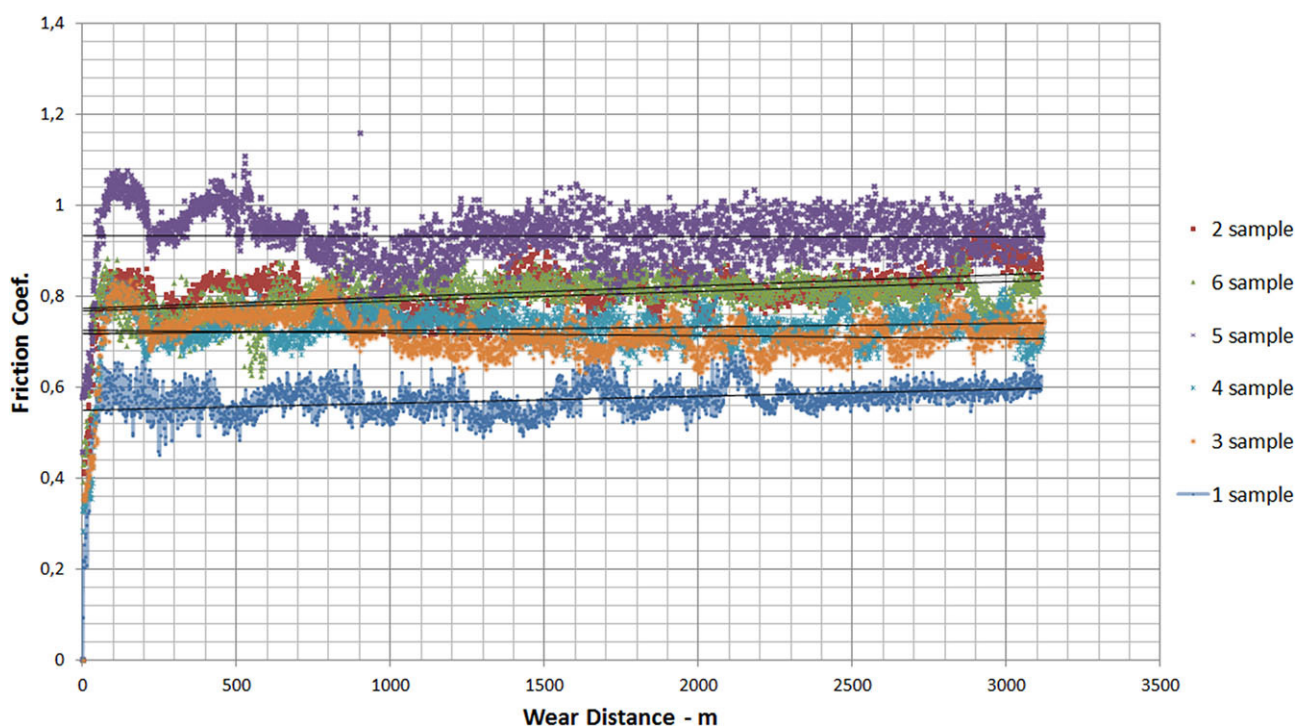 1,4
1,2
1
0,8
0,6
0,4
0,2
0
Friction Coef.
0 500 1000 1500 2000 2500 3000 3500
Wear Distance - m
2 sample
6 sample
5 sample
4 sample
3 sample
1 sample